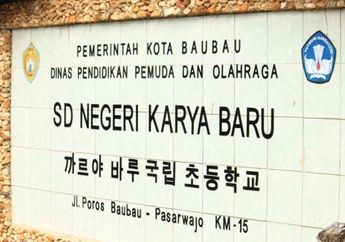 PEMERINTAH KOTA BAUBAU
DINAS PENDIDIKAN PEMUDA DAN OLAHRAGA
SD NEGERI KARYA BARU
까르야 바루 국립 초등학교
Jl. Poros Baubau - Pasarwajo KM-15